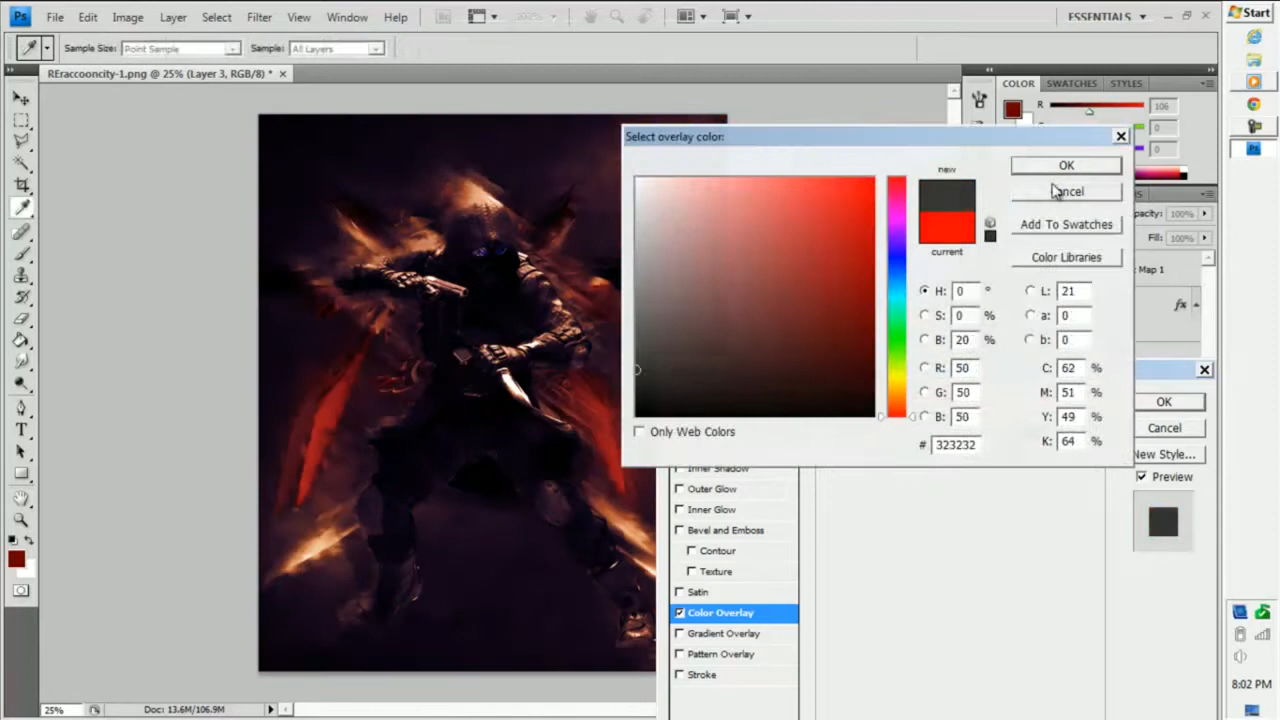 Ps File Edit Image Layer Select Filter View Window Help Br ESSENTIALS
Start
Sample Size: Point Sample Sample: All Layers
REraccooncity-1.png @ 25% (Layer 3, RGB/8) *
COLOR SWATCHES STYLES
R 106
0
0
Select overlay color:
new
current
OK
Cancel
Add To Swatches
Color Libraries
H: 0 °
S: 0 %
B: 20 %
R: 50
G: 50
B: 50
# 323232
L: 21
a: 0
b: 0
C: 62 %
M: 51 %
Y: 49 %
K: 64 %
Only Web Colors
pacity: 100%
Fill: 100%
Map 1
fx
OK
Cancel
New Style...
Preview
Inner Shadow
Outer Glow
Inner Glow
Bevel and Emboss
Contour
Texture
Satin
Color Overlay
Gradient Overlay
Pattern Overlay
Stroke
25% Doc: 13.6M/106.9M
8:02 PM
Ps